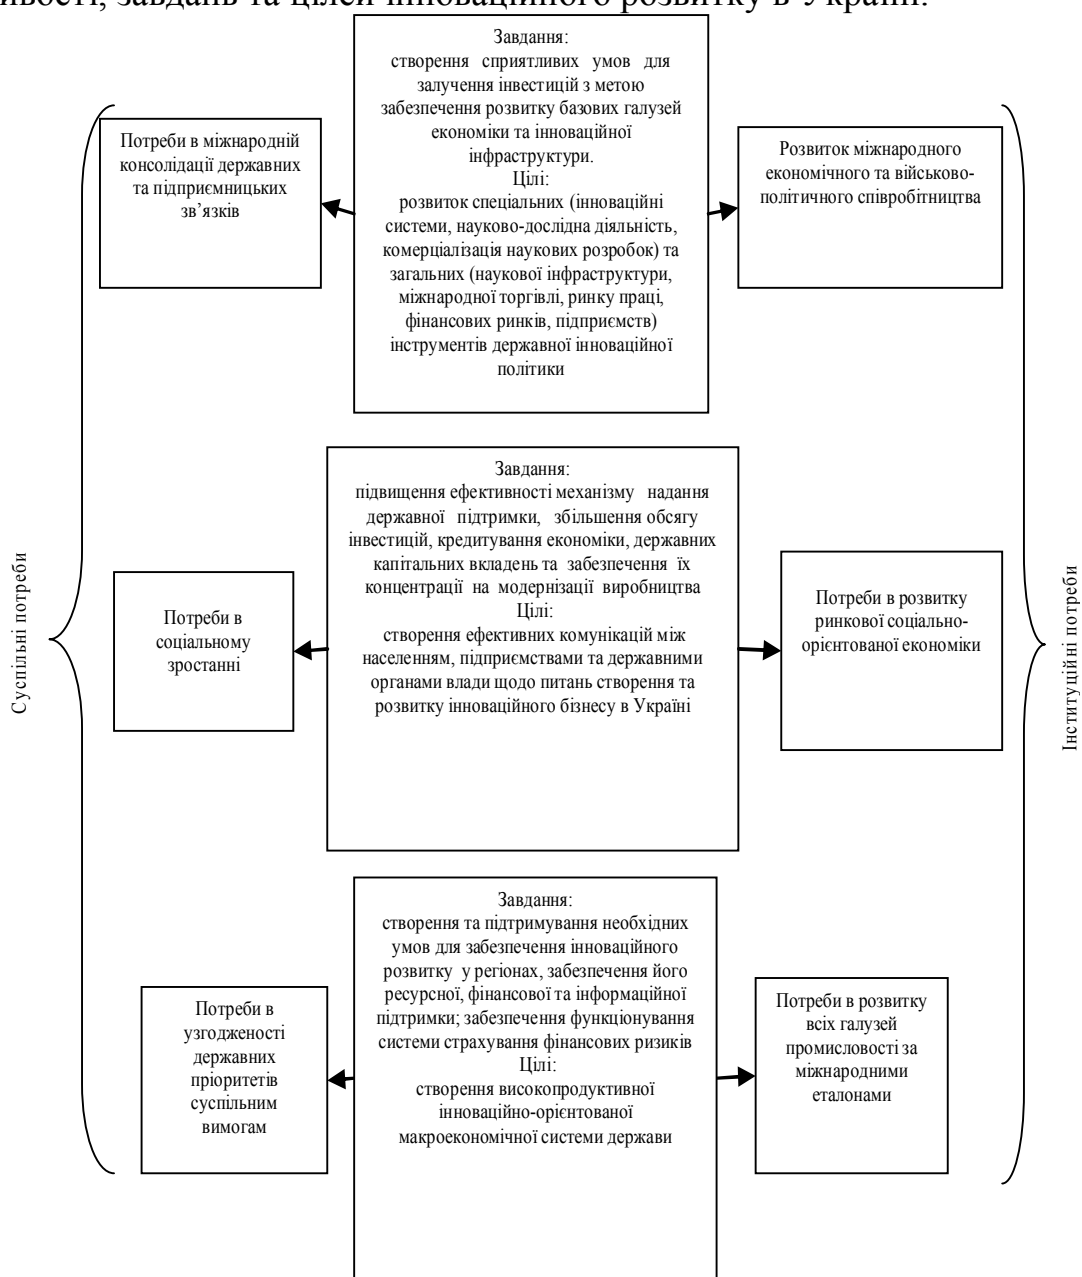 завдань та цілей інноваційного розвитку в Україні.
Завдання:
створення сприятливих умов для
залучення інвестицій з метою
забезпечення розвитку базових галузей
економіки та інноваційної
інфраструктури.
Цілі:
розвиток спеціальних (інноваційні
системи, науково-дослідна діяльність,
комерціалізація наукових розробок) та
загальних (наукової інфраструктури,
міжнародної торгівлі, ринку праці,
фінансових ринків, підприємств)
інструментів державної інноваційної
політики
Потреби в міжнародній
консолідації державних
та підприємницьких
зв’язків
Розвиток міжнародного
економічного та військово-
політичного співробітництва
Суспільні потреби
Завдання:
підвищення ефективності механізму надання
державної підтримки, збільшення обсягу
інвестицій, кредитування економіки, державних
капітальних вкладень та забезпечення їх
концентрації на модернізації виробництва
Цілі:
створення ефективних комунікацій між
населенням, підприємствами та державними
органами влади щодо питань створення та
розвитку інноваційного бізнесу в Україні
Потреби в
соціальному
зростанні
Потреби в розвитку
ринкової соціально-
орієнтованої економіки
Інституційні потреби
Завдання:
створення та підтримування необхідних
умов для забезпечення інноваційного
розвитку у регіонах, забезпечення його
ресурсної, фінансової та інформаційної
підтримки; забезпечення функціонування
системи страхування фінансових ризиків
Цілі:
створення високопродуктивної
інноваційно-орієнтованої
макроекономічної системи держави
Потреби в
узгодженості
державних
пріоритетів
суспільним
вимогам
Потреби в розвитку
всіх галузей
промисловості за
міжнародними
еталонами